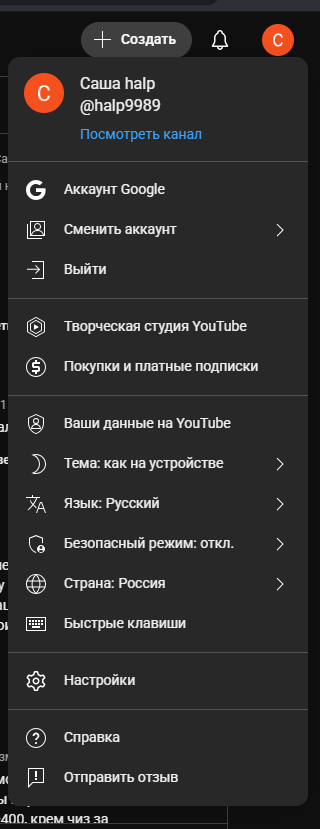 Создать
С
С
Саша halp
@halp9989
Посмотреть канал
Аккаунт Google
Сменить аккаунт
Выйти
Творческая студия YouTube
Покупки и платные подписки
Ваши данные на YouTube
Тема: как на устройстве
Язык: Русский
Безопасный режим: откл.
Страна: Россия
Быстрые клавиши
Настройки
Справка
Отправить отзыв
400, крем чиз за